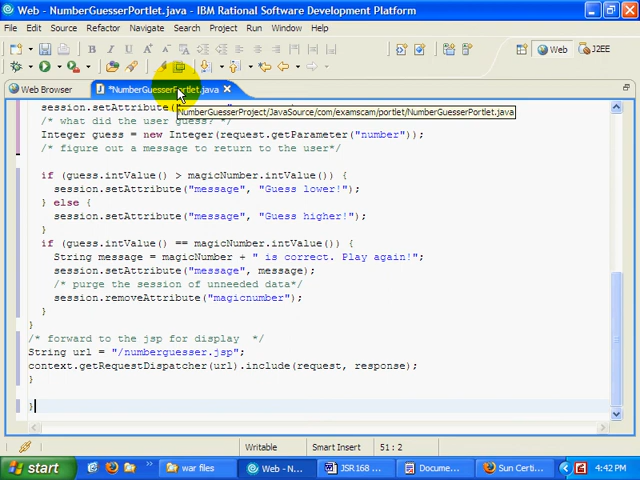 Web - NumberGuesserPortlet.java - IBM Rational Software Development Platform
File Edit Source Refactor Navigate Search Project Run Window Help
Web J2EE
Web Browser *NumberGuesserPortlet.java
session.setAttribute(
NumberGuesserProject/JavaSource/com/examscam/portlet/NumberGuesserPortlet.java
/* what did the user guess? */
Integer guess = new Integer(request.getParameter("number"));
/* figure out a message to return to the user*/
if (guess.intValue() > magicNumber.intValue()) {
session.setAttribute("message", "Guess lower!");
} else {
session.setAttribute("message", "Guess higher!");
}
if (guess.intValue() == magicNumber.intValue()) {
String message = magicNumber + " is correct. Play again!";
session.setAttribute("message", message);
/* purge the session of unneeded data*/
session.removeAttribute("magicnumber");
}
}
/* forward to the jsp for display */
String url = "/numberguesser.jsp";
context.getRequestDispatcher(url).include(request, response);
}
}
Writable Smart Insert 51 : 2
start war files Web - N... JSR168 ... Docume... Sun Certi... 4:42 PM